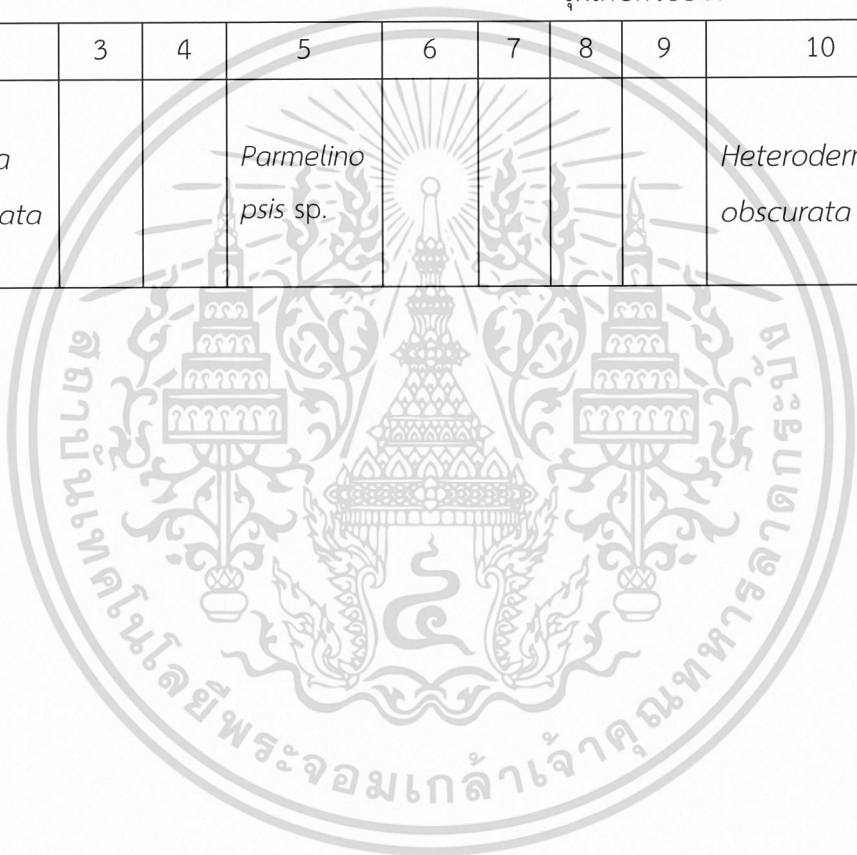 3 4 5 6 7 8 9 10
Parmelino Heteroderm
ata psis sp. obscurata
สถาบันเทคโนโลยีพระจอมเกล้าเจ้าคุณทหารลาดกระบัง